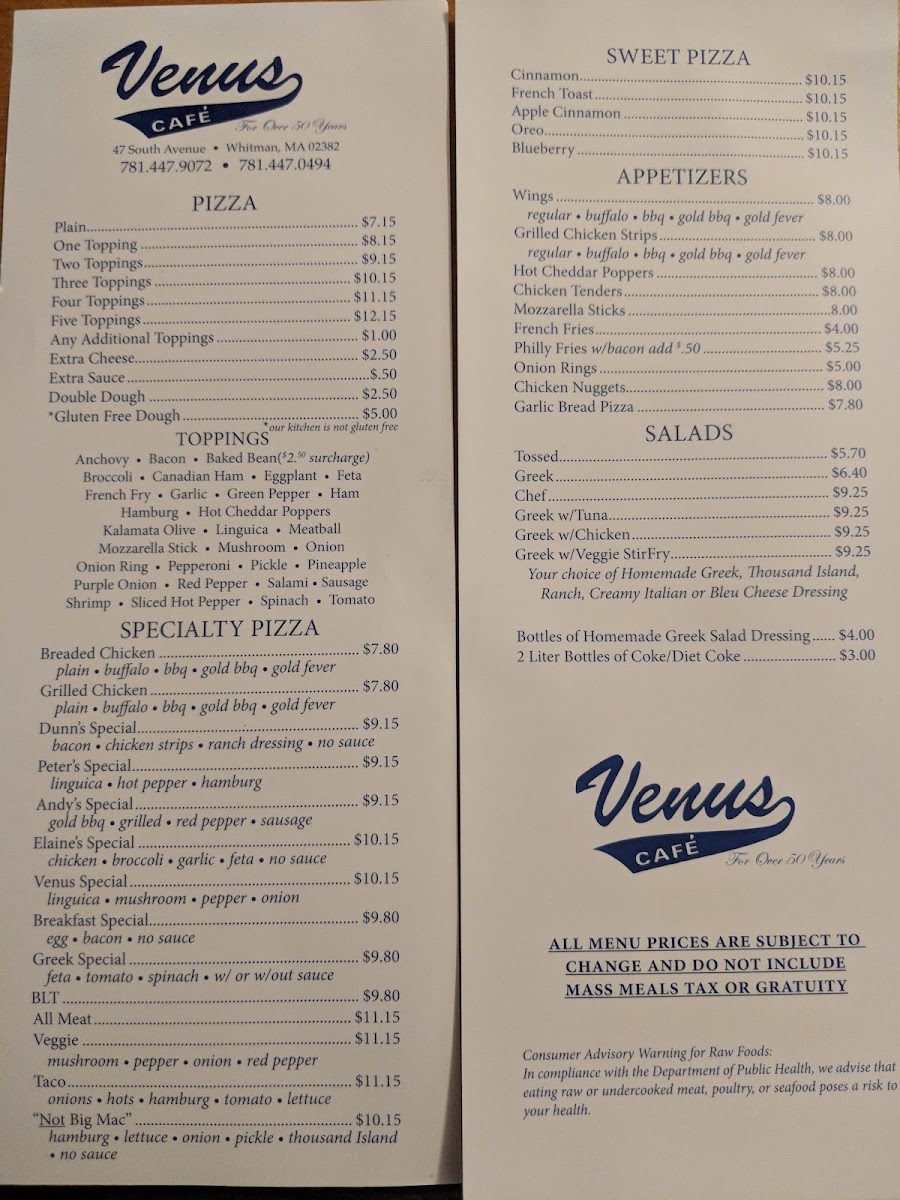 Venus
CAFÉ
For Over 50 Years
47 South Avenue • Whitman, MA 02382
781.447.9072 • 781.447.0494
PIZZA
Plain $7.15
One Topping $8.15
Two Toppings $9.15
Three Toppings $10.15
Four Toppings $11.15
Five Toppings $12.15
Any Additional Toppings $1.00
Extra Cheese $2.50
Extra Sauce $.50
Double Dough $2.50
*Gluten Free Dough $5.00
*our kitchen is not gluten free
TOPPINGS
Anchovy • Bacon • Baked Bean($2.50 surcharge)
Broccoli • Canadian Ham • Eggplant • Feta
French Fry • Garlic • Green Pepper • Ham
Hamburg • Hot Cheddar Poppers
Kalamata Olive • Linguica • Meatball
Mozzarella Stick • Mushroom • Onion
Onion Ring • Pepperoni • Pickle • Pineapple
Purple Onion • Red Pepper • Salami • Sausage
Shrimp • Sliced Hot Pepper • Spinach • Tomato
SPECIALTY PIZZA
Breaded Chicken $7.80
plain • buffalo • bbq • gold bbq • gold fever
Grilled Chicken $7.80
plain • buffalo • bbq • gold bbq • gold fever
Dunn's Special $9.15
bacon • chicken strips • ranch dressing • no sauce
Peter's Special $9.15
linguica • hot pepper • hamburg
Andy's Special $9.15
gold bbq • grilled • red pepper • sausage
Elaine's Special $10.15
chicken • broccoli • garlic • feta • no sauce
Venus Special $10.15
linguica • mushroom • pepper • onion
Breakfast Special $9.80
egg • bacon • no sauce
Greek Special $9.80
feta • tomato • spinach • w/ or w/out sauce
BLT $9.80
All Meat $11.15
Veggie $11.15
mushroom • pepper • onion • red pepper
Taco $11.15
onions • hots • hamburg • tomato • lettuce
"Not Big Mac" $10.15
hamburg • lettuce • onion • pickle • thousand Island
• no sauce
SWEET PIZZA
Cinnamon $10.15
French Toast $10.15
Apple Cinnamon $10.15
Oreo $10.15
Blueberry $10.15
APPETIZERS
Wings $8.00
regular • buffalo • bbq • gold bbq • gold fever
Grilled Chicken Strips $8.00
regular • buffalo • bbq • gold bbq • gold fever
Hot Cheddar Poppers $8.00
Chicken Tenders $8.00
Mozzarella Sticks 8.00
French Fries $4.00
Philly Fries w/bacon add $.50 $5.25
Onion Rings $5.00
Chicken Nuggets $8.00
Garlic Bread Pizza $7.80
SALADS
Tossed $5.70
Greek $6.40
Chef $9.25
Greek w/Tuna $9.25
Greek w/Chicken $9.25
Greek w/Veggie StirFry $9.25
Your choice of Homemade Greek, Thousand Island,
Ranch, Creamy Italian or Bleu Cheese Dressing
Bottles of Homemade Greek Salad Dressing $4.00
2 Liter Bottles of Coke/Diet Coke $3.00
Venus
CAFÉ
For Over 50 Years
ALL MENU PRICES ARE SUBJECT TO
CHANGE AND DO NOT INCLUDE
MASS MEALS TAX OR GRATUITY
Consumer Advisory Warning for Raw Foods:
In compliance with the Department of Public Health, we advise that
eating raw or undercooked meat, poultry, or seafood poses a risk to
your health.